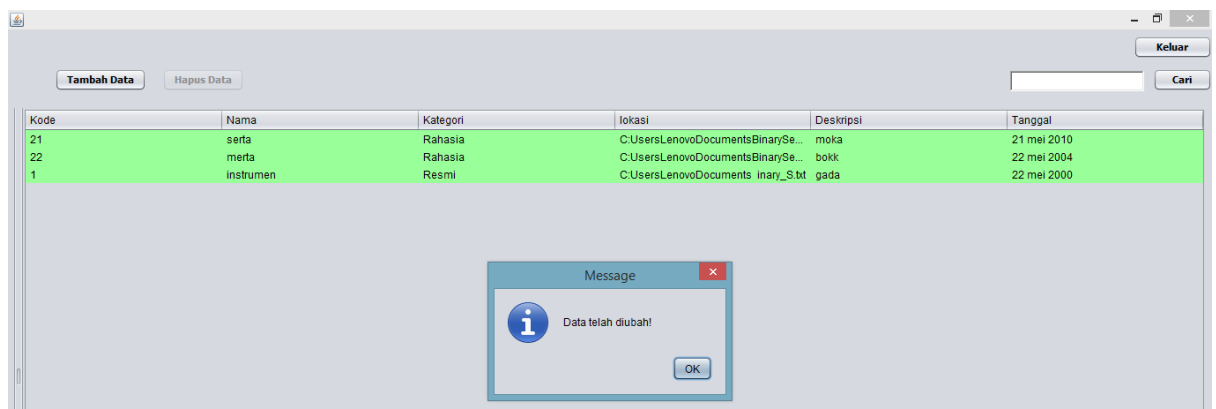 Keluar
Tambah Data Hapus Data Cari
Kode Nama Kategori lokasi Deskripsi Tanggal
21 serta Rahasia C:UsersLenovoDocumentsBinarySe... moka 21 mei 2010
22 merta Rahasia C:UsersLenovoDocumentsBinarySe... bokk 22 mei 2004
1 instrumen Resmi C:UsersLenovoDocuments inary_S.txt gada 22 mei 2000
Message
Data telah diubah!
OK